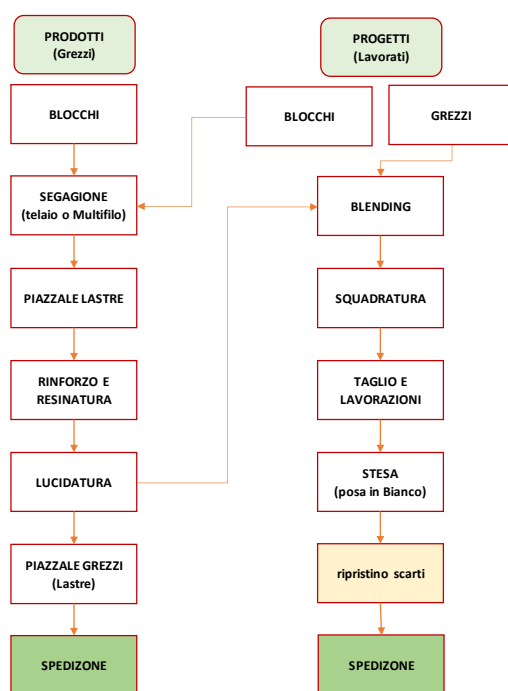 PRODOTTI
(Grezzi)
PROGETTI
(Lavorati)
BLOCCHI
BLOCCHI
GREZZI
SEGAGIONE
(telaio o Multifilo)
BLENDING
PIAZZALE LASTRE
SQUADRATURA
RINFORZO E
RESINATURA
TAGLIO E
LAVORAZIONI
LUCIDATURA
STESA
(posa in Bianco)
PIAZZALE GREZZI
(Lastre)
ripristino scarti
SPEDIZONE
SPEDIZONE